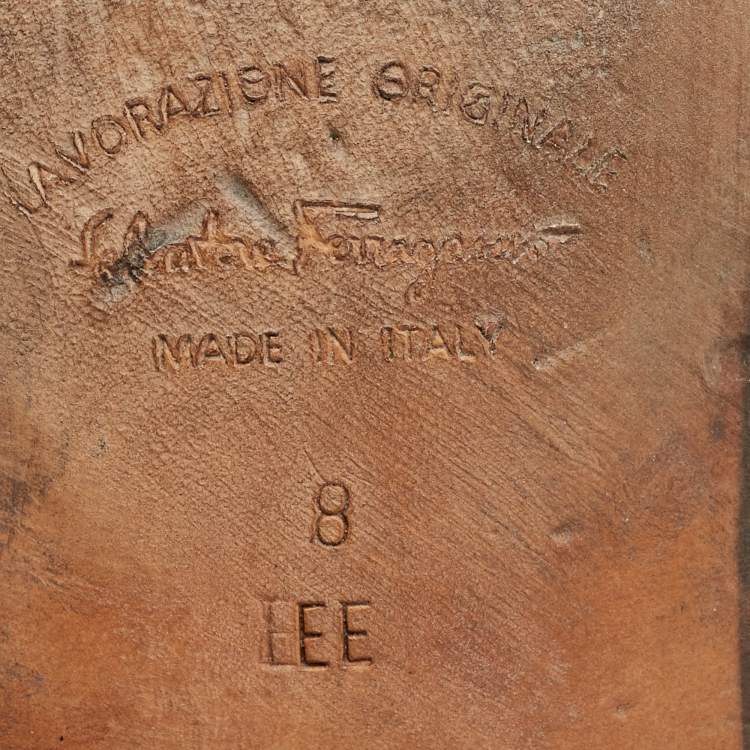 LAVORAZIONE ORIGINALE
Salvatore Ferragamo
MADE IN ITALY
8
EEE